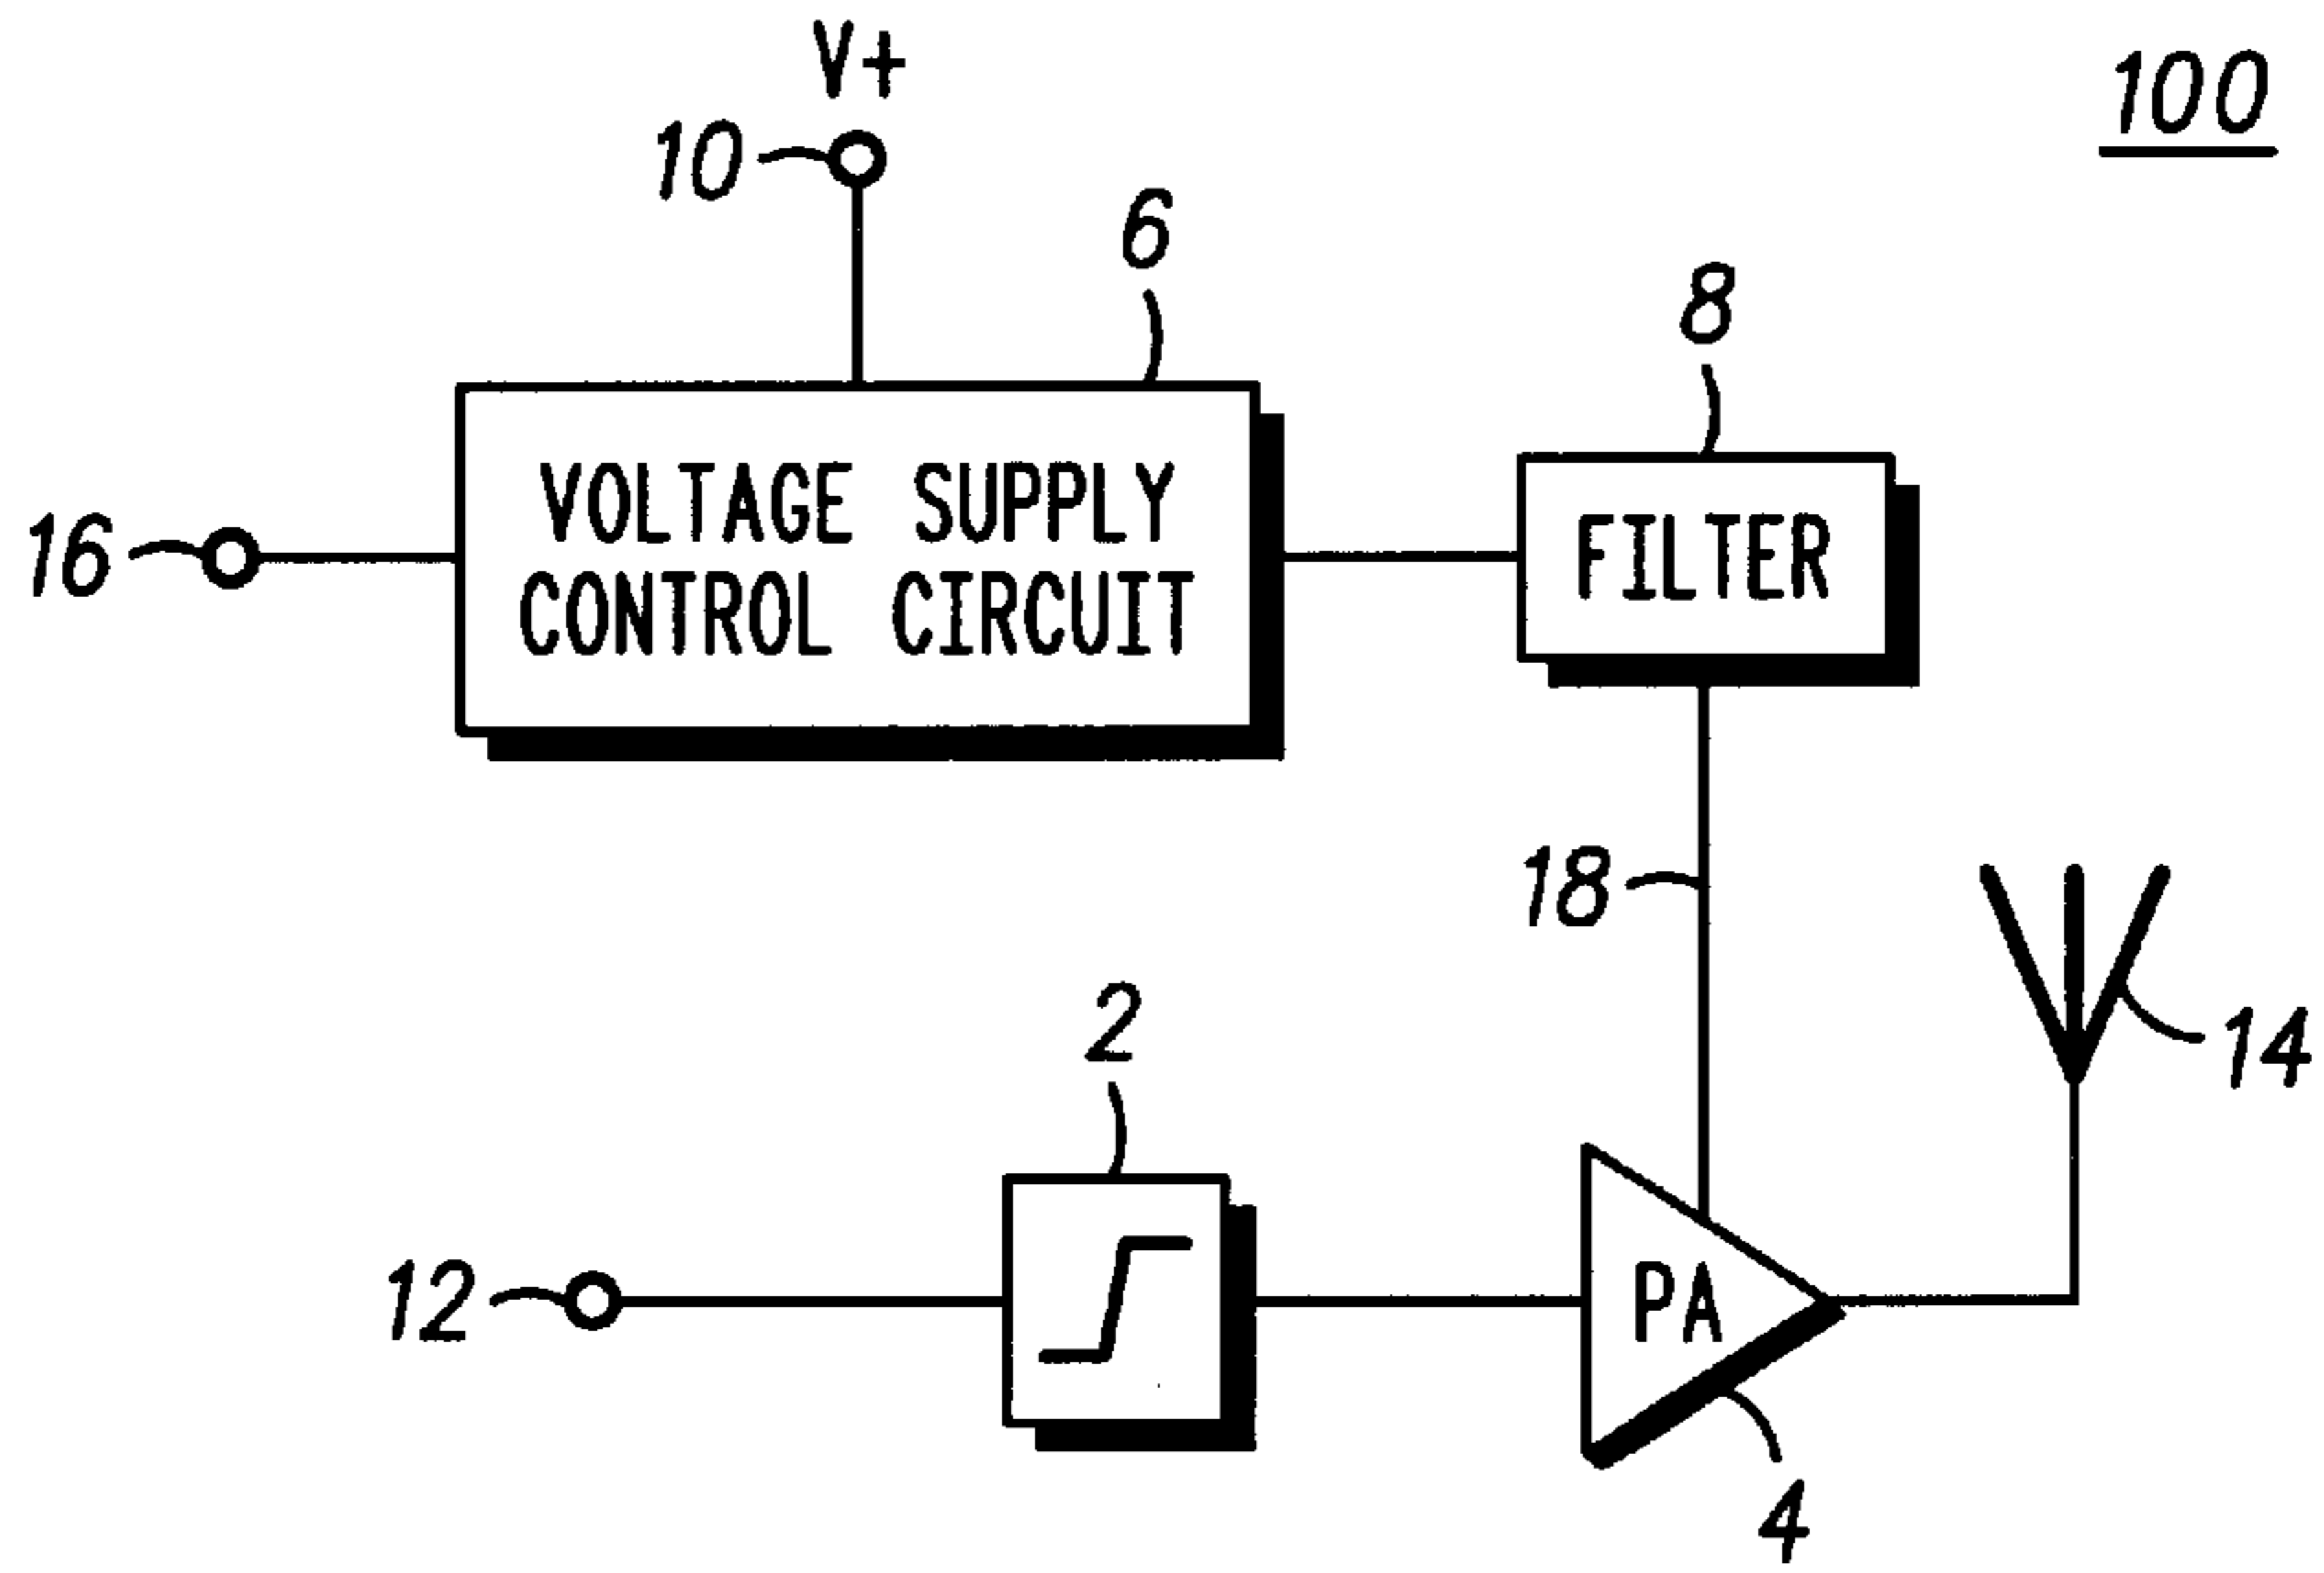 V+
100
10
6
8
VOLTAGE SUPPLY
CONTROL CIRCUIT
FILTER
16
18
2
14
12
PA
4